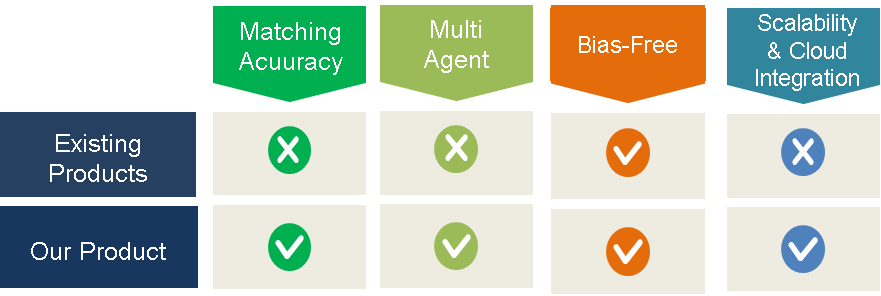 Matching
Acuuracy
Multi
Agent
Bias-Free
Scalability
& Cloud
Integration
Existing
Products
Our Product